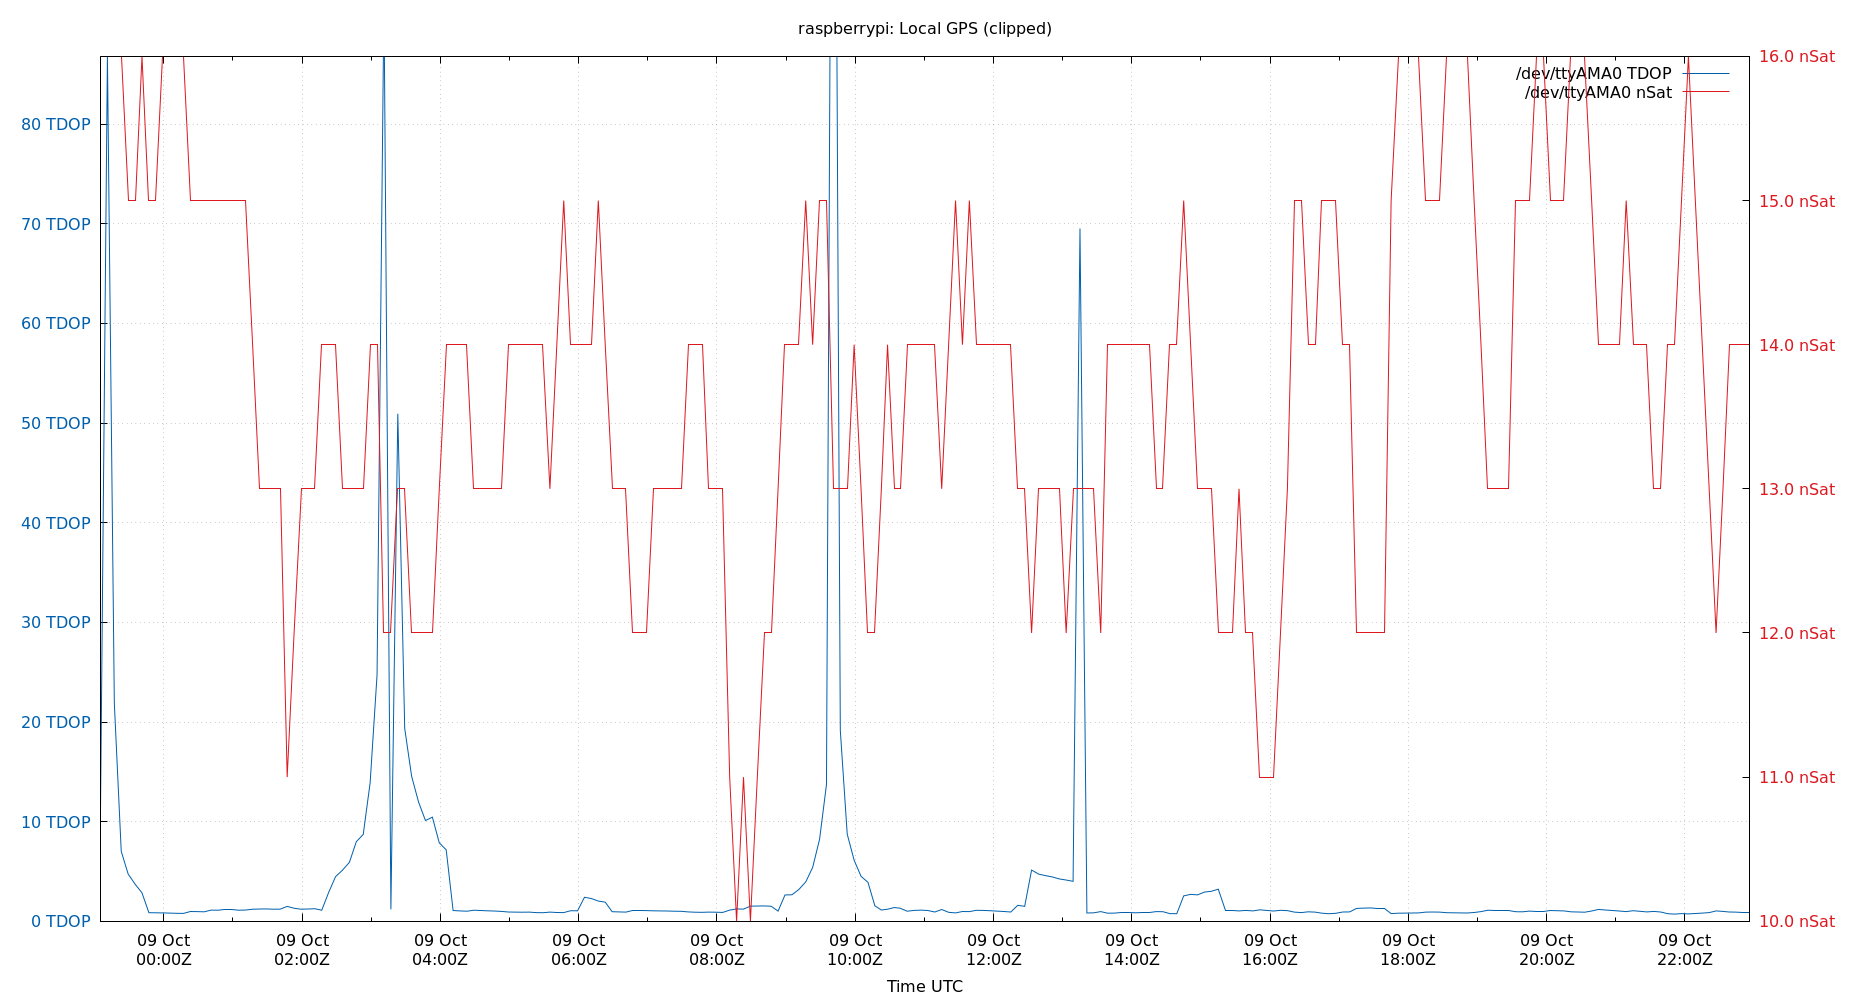 raspberrypi: Local GPS (clipped)
16.0 nSat
/dev/ttyAMA0 TDOP
/dev/ttyAMA0 nSat
80 TDOP
15.0 nSat
70 TDOP
60 TDOP
14.0 nSat
50 TDOP
13.0 nSat
40 TDOP
30 TDOP
12.0 nSat
20 TDOP
11.0 nSat
10 TDOP
0 TDOP
10.0 nSat
09 Oct 09 Oct 09 Oct 09 Oct 09 Oct 09 Oct 09 Oct 09 Oct 09 Oct 09 Oct 09 Oct 09 Oct
00:00Z 02:00Z 04:00Z 06:00Z 08:00Z 10:00Z 12:00Z 14:00Z 16:00Z 18:00Z 20:00Z 22:00Z
Time UTC